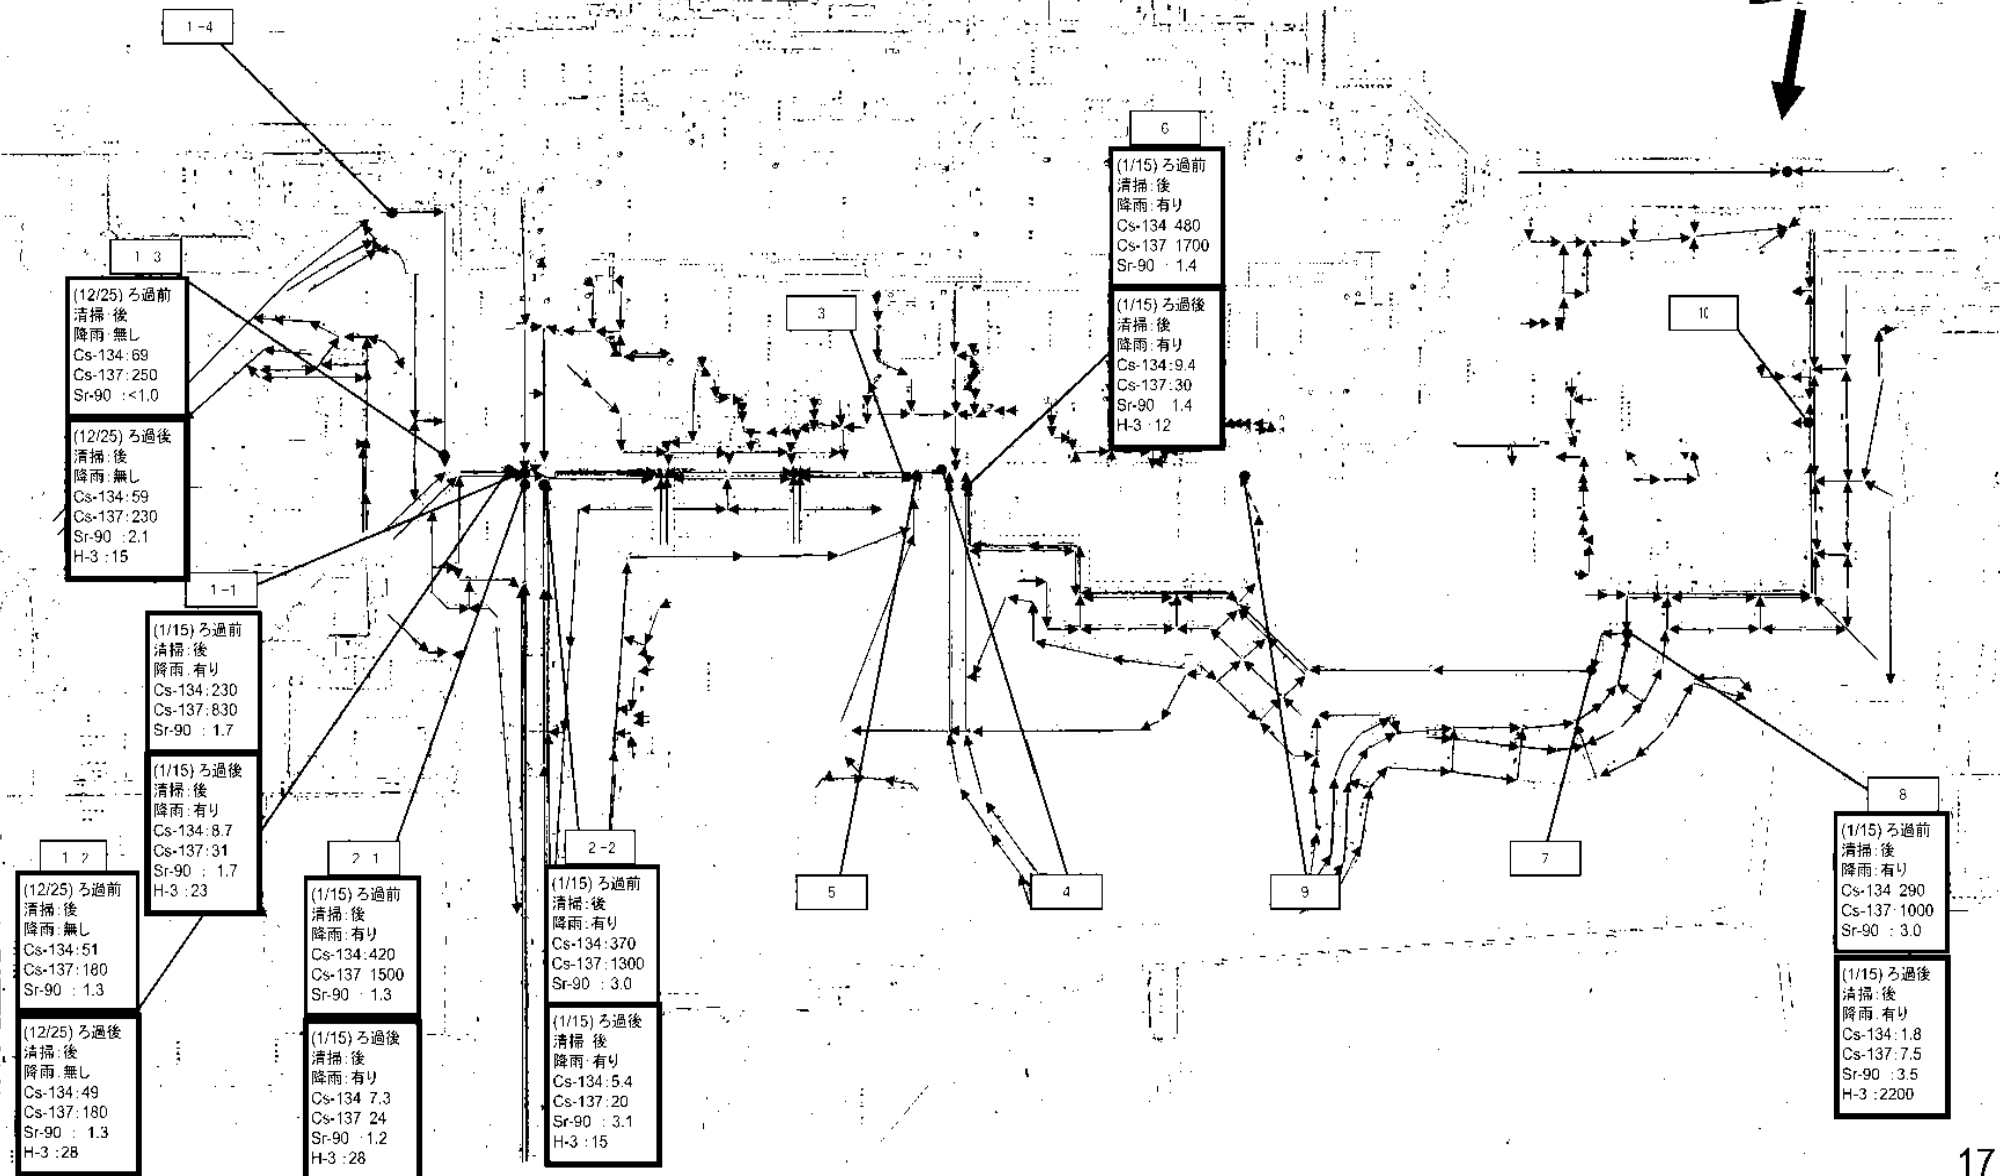 1-4
6
(1/15) ろ過前
清掃:後
降雨:有り
Cs-134 480
Cs-137 1700
Sr-90 : 1.4
(1/15) ろ過後
清掃:後
降雨:有り
Cs-134:9.4
Cs-137:30
Sr-90 1.4
H-3 : 12
1 3
(12/25) ろ過前
清掃:後
降雨:無し
Cs-134:69
Cs-137:250
Sr-90 :<1.0
(12/25) ろ過後
清掃:後
降雨:無し
Cs-134:59
Cs-137:230
Sr-90 :2.1
H-3 :15
3
10
1-1
(1/15) ろ過前
清掃:後
降雨:有り
Cs-134:230
Cs-137:830
Sr-90 : 1.7
(1/15) ろ過後
清掃:後
降雨:有り
Cs-134:8.7
Cs-137:31
Sr-90 : 1.7
H-3 :23
1 2
(12/25) ろ過前
清掃:後
降雨:無し
Cs-134:51
Cs-137:180
Sr-90 : 1.3
(12/25) ろ過後
清掃:後
降雨:無し
Cs-134:49
Cs-137:180
Sr-90 : 1.3
H-3 :28
2 1
(1/15) ろ過前
清掃:後
降雨:有り
Cs-134:420
Cs-137 1500
Sr-90 : 1.3
(1/15) ろ過後
清掃:後
降雨:有り
Cs-134 7.3
Cs-137 24
Sr-90 :1.2
H-3 :28
2-2
(1/15) ろ過前
清掃:後
降雨:有り
Cs-134:370
Cs-137:1300
Sr-90 : 3.0
(1/15) ろ過後
清掃 後
降雨:有り
Cs-134:5.4
Cs-137:20
Sr-90 : 3.1
H-3 :15
5
4
9
7
8
(1/15) ろ過前
清掃:後
降雨:有り
Cs-134 290
Cs-137:1000
Sr-90 : 3.0
(1/15) ろ過後
清掃:後
降雨:有り
Cs-134:1.8
Cs-137:7.5
Sr-90 :3.5
H-3 :2200
17